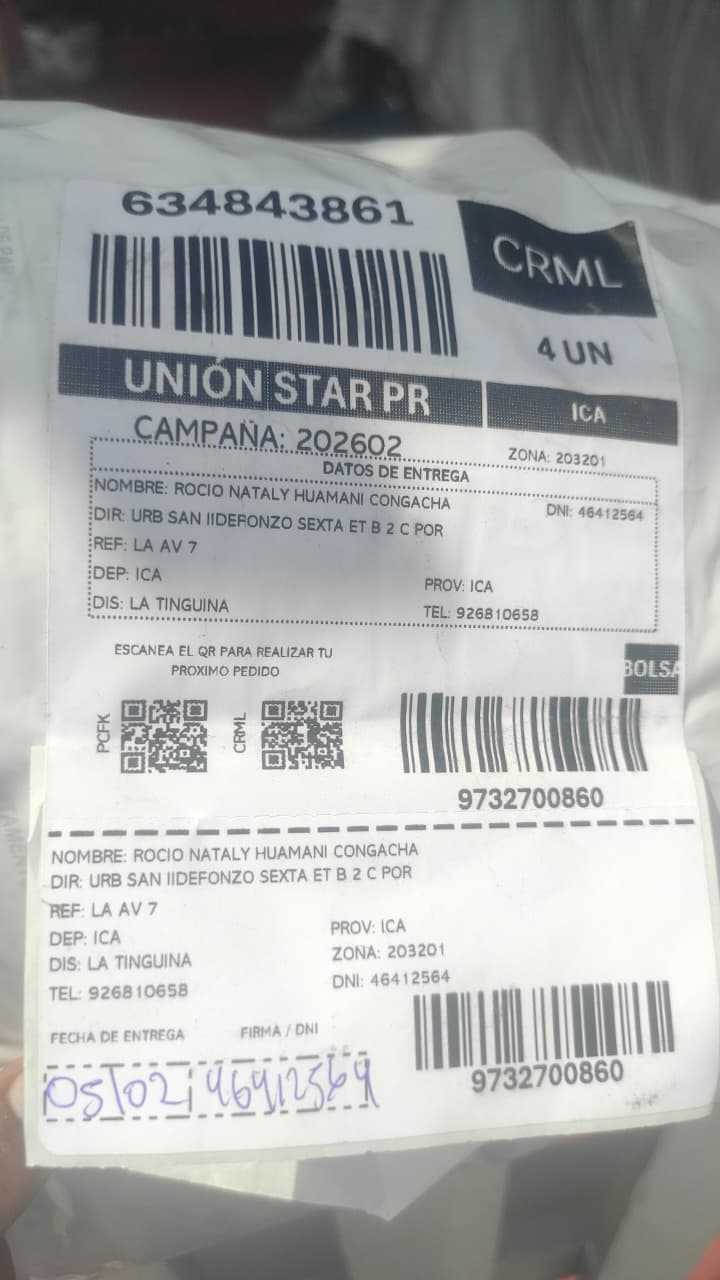 634843861
CRML
4 UN
UNIÓN STAR PR
ICA
CAMPAÑA: 202602
ZONA: 203201
DATOS DE ENTREGA
NOMBRE: ROCIO NATALY HUAMANI CONGACHA
DNI: 46412564
DIR: URB SAN IIDEFONZO SEXTA ET B 2 C POR
REF: LA AV 7
DEP: ICA
PROV: ICA
DIS: LA TINGUINA
TEL: 926810658
ESCANEA EL QR PARA REALIZAR TU
PROXIMO PEDIDO
BOLSA
PCFK
CRML
9732700860
NOMBRE: ROCIO NATALY HUAMANI CONGACHA
DIR: URB SAN IIDEFONZO SEXTA ET B 2 C POR
REF: LA AV 7
DEP: ICA
PROV: ICA
DIS: LA TINGUINA
ZONA: 203201
TEL: 926810658
DNI: 46412564
FECHA DE ENTREGA
FIRMA / DNI
05/02 46412564
9732700860